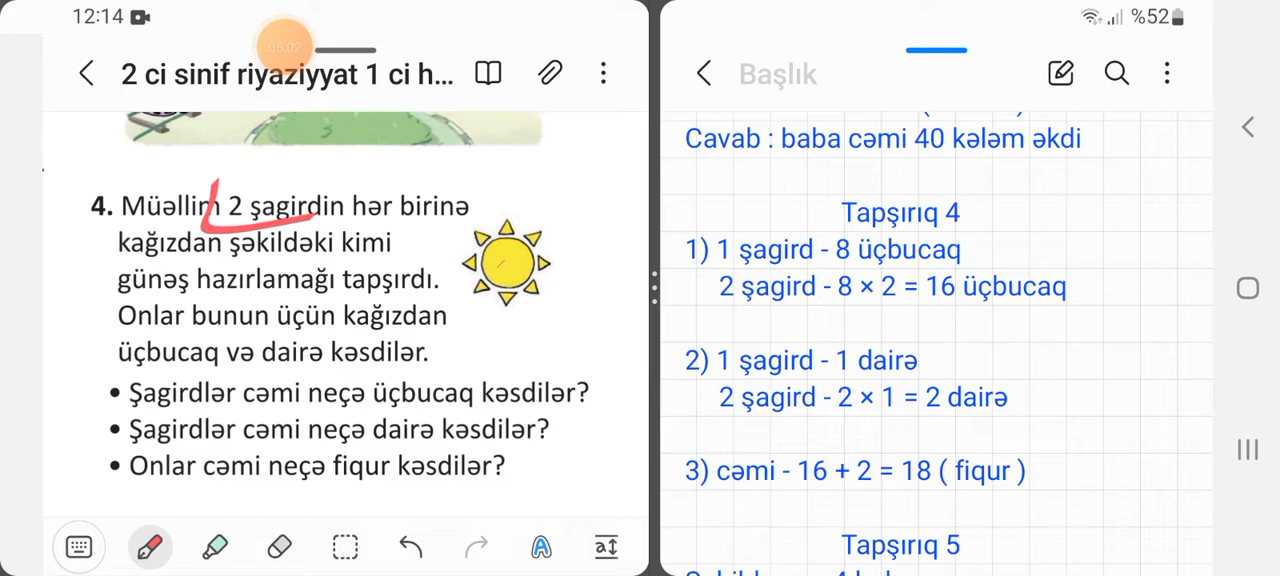 12:14
05:02
%52
2 ci sinif riyaziyyat 1 ci h...
4. Müəllim 2 şagirdin hər birinə
kağızdan şəkildəki kimi
günəş hazırlamağı tapşırdı.
Onlar bunun üçün kağızdan
üçbucaq və dairə kəsdilər.
• Şagirdlər cəmi neçə üçbucaq kəsdilər?
• Şagirdlər cəmi neçə dairə kəsdilər?
• Onlar cəmi neçə fiqur kəsdilər?
Başlık
Cavab : baba cəmi 40 kələm əkdi
Tapşırıq 4
1) 1 şagird - 8 üçbucaq
2 şagird - 8 × 2 = 16 üçbucaq
2) 1 şagird - 1 dairə
2 şagird - 2 × 1 = 2 dairə
3) cəmi - 16 + 2 = 18 ( fiqur )
Tapşırıq 5